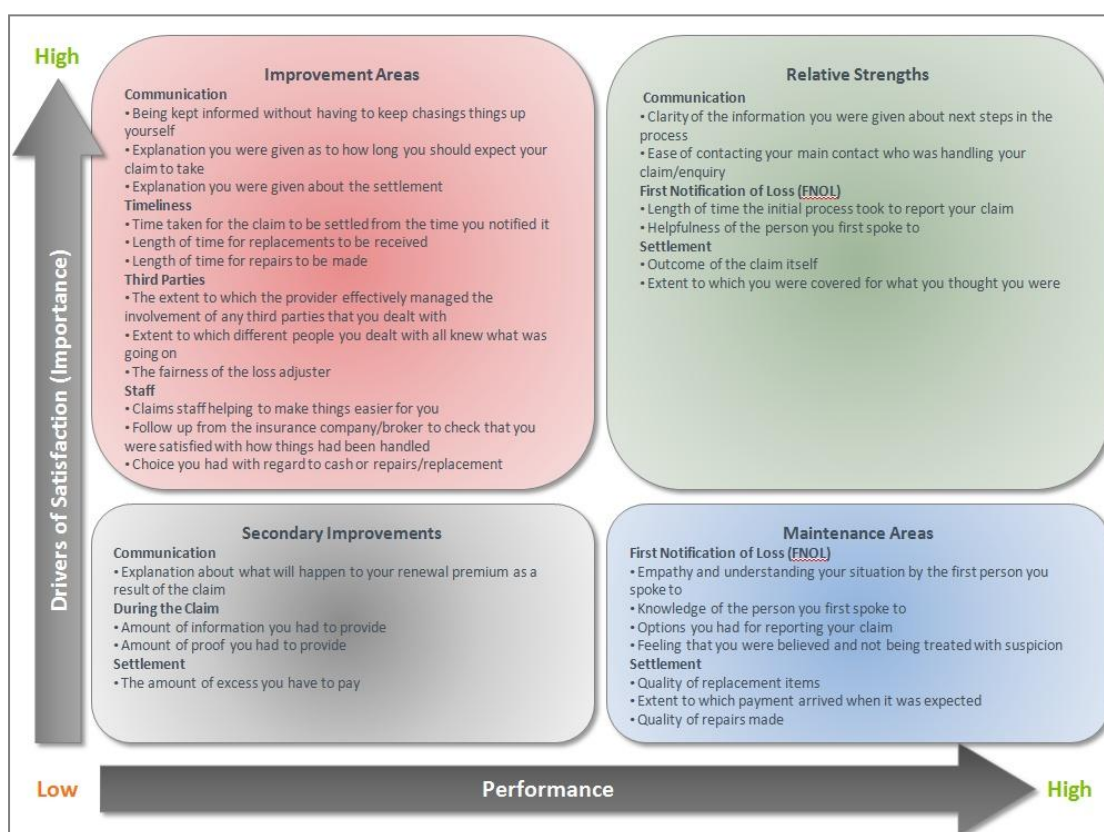 High
Drivers of Satisfaction (Importance)
Improvement Areas
Communication
• Being kept informed without having to keep chasings things up
yourself
• Explanation you were given as to how long you should expect your
claim to take
• Explanation you were given about the settlement
Timeliness
• Time taken for the claim to be settled from the time you notified it
• Length of time for replacements to be received
• Length of time for repairs to be made
Third Parties
• The extent to which the provider effectively managed the
involvement of any third parties that you dealt with
• Extent to which different people you dealt with all knew what was
going on
• The fairness of the loss adjuster
Staff
• Claims staff helping to make things easier for you
• Follow up from the insurance company/broker to check that you
were satisfied with how things had been handled
• Choice you had with regard to cash or repairs/replacement
Relative Strengths
Communication
• Clarity of the information you were given about next steps in the
process
• Ease of contacting your main contact who was handling your
claim/enquiry
First Notification of Loss (FNOL)
• Length of time the initial process took to report your claim
• Helpfulness of the person you first spoke to
Settlement
• Outcome of the claim itself
• Extent to which you were covered for what you thought you were
Secondary Improvements
Communication
• Explanation about what will happen to your renewal premium as a
result of the claim
During the Claim
• Amount of information you had to provide
• Amount of proof you had to provide
Settlement
• The amount of excess you have to pay
Maintenance Areas
First Notification of Loss (FNOL)
• Empathy and understanding your situation by the first person you
spoke to
• Knowledge of the person you first spoke to
• Options you had for reporting your claim
• Feeling that you were believed and not being treated with suspicion
Settlement
• Quality of replacement items
• Extent to which payment arrived when it was expected
• Quality of repairs made
Low
Performance
High